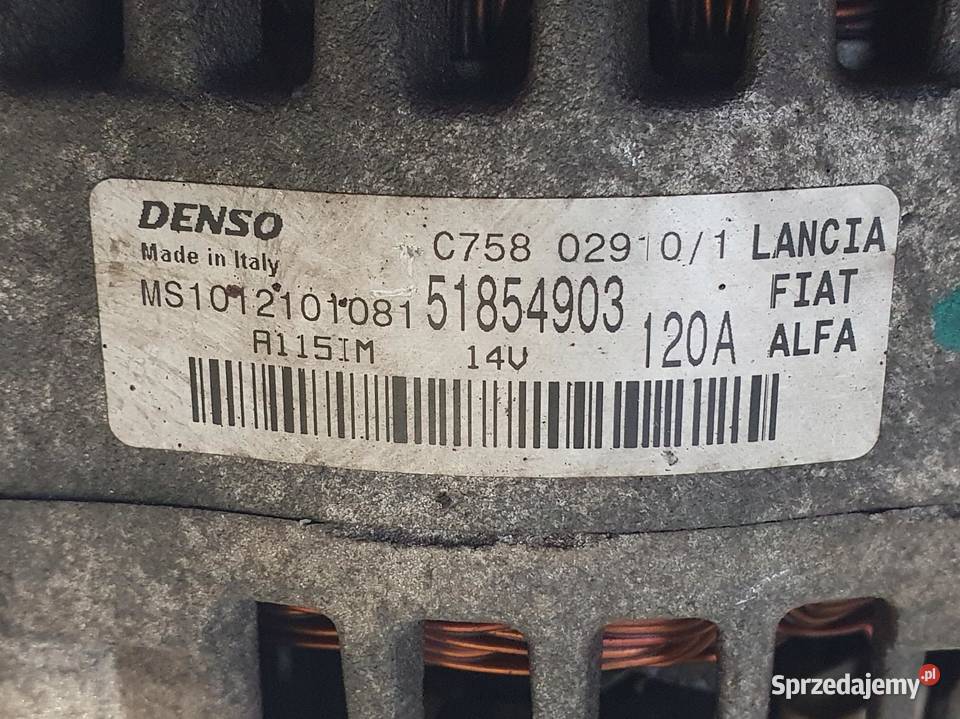 DENSO
Made in Italy
C758 02910/1 LANCIA
MS1012101081 51854903 FIAT
A115IM 14V 120A ALFA
Sprzedajemy.pl